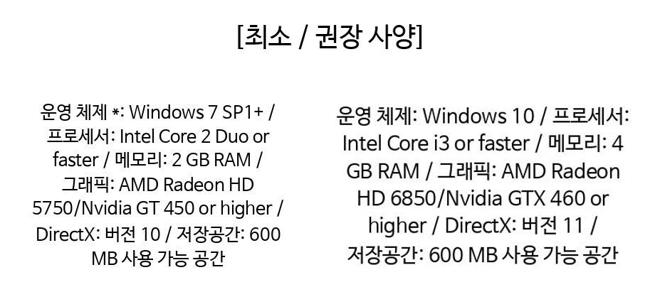 [최소 / 권장 사양]
운영 체제 *: Windows 7 SP1+ /
프로세서: Intel Core 2 Duo or
faster / 메모리: 2 GB RAM /
그래픽: AMD Radeon HD
5750/Nvidia GT 450 or higher /
DirectX: 버전 10 / 저장공간: 600
MB 사용 가능 공간
운영 체제: Windows 10 / 프로세서:
Intel Core i3 or faster / 메모리: 4
GB RAM / 그래픽: AMD Radeon
HD 6850/Nvidia GTX 460 or
higher / DirectX: 버전 11 /
저장공간: 600 MB 사용 가능 공간